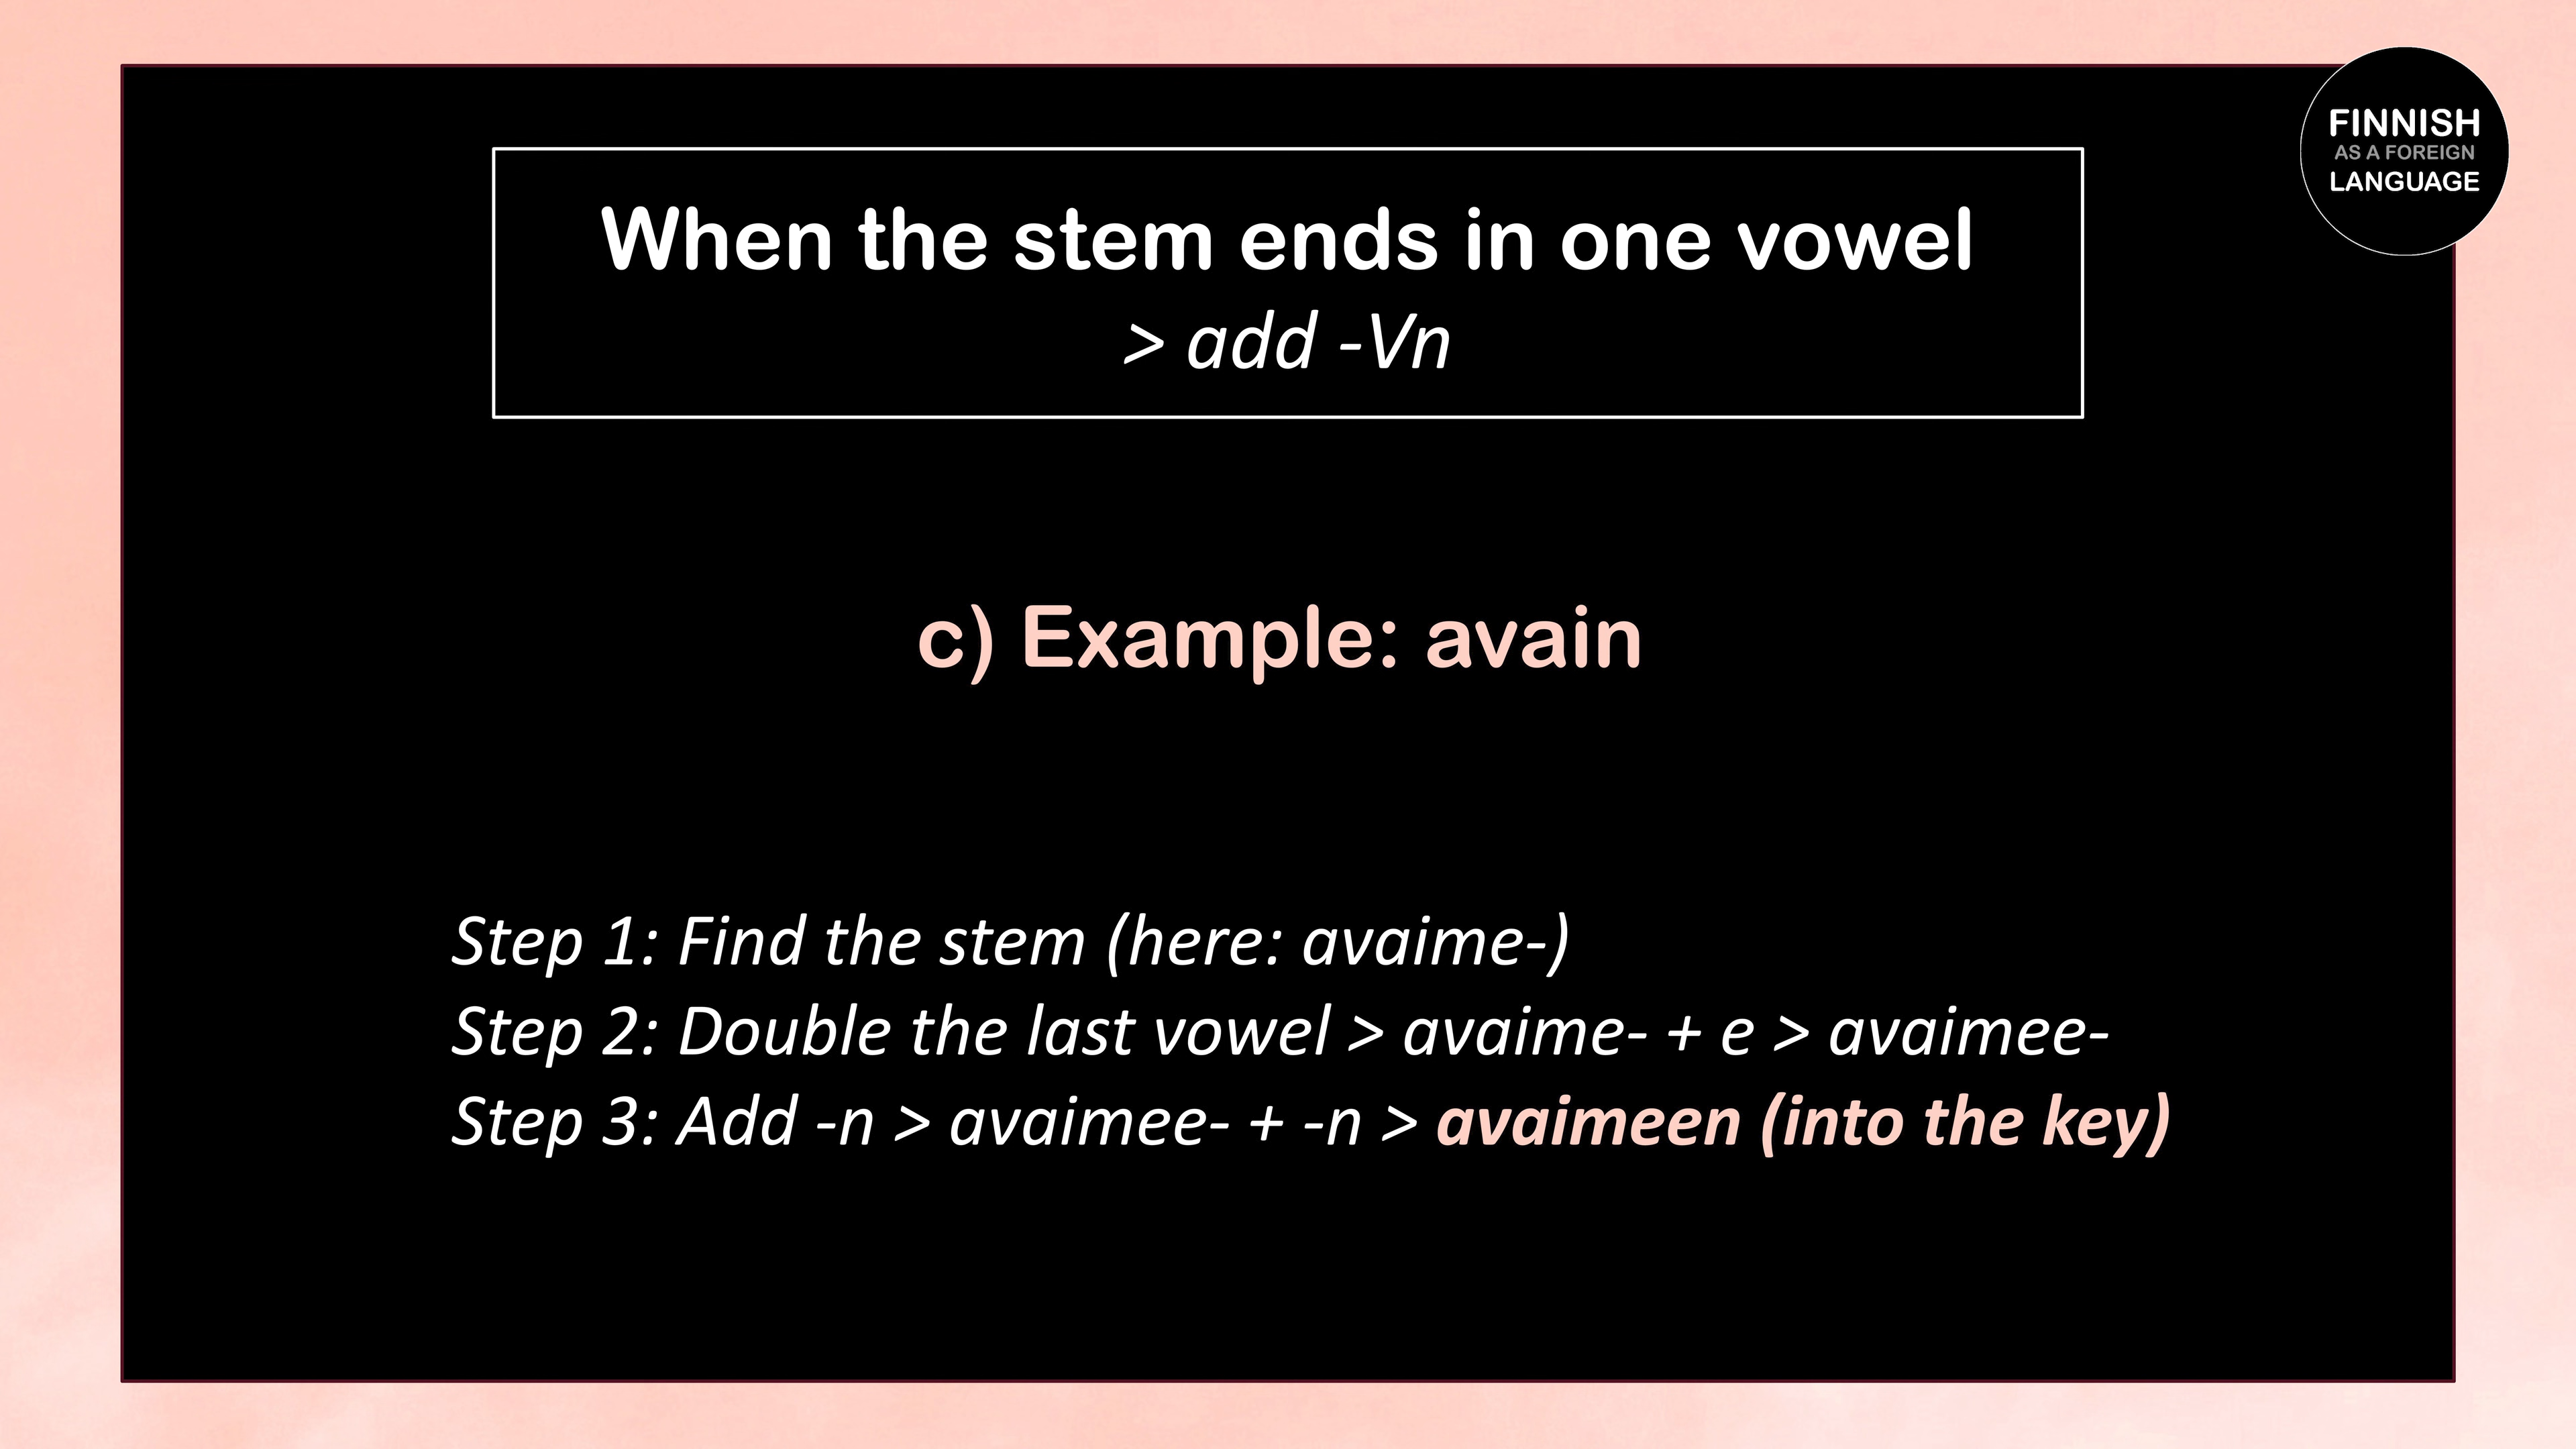 FINNISH
AS A FOREIGN
LANGUAGE
When the stem ends in one vowel
> add -Vn
c) Example: avain
Step 1: Find the stem (here: avaime-)
Step 2: Double the last vowel > avaime- + e > avaimee-
Step 3: Add -n > avaimee- + -n > avaimeen (into the key)